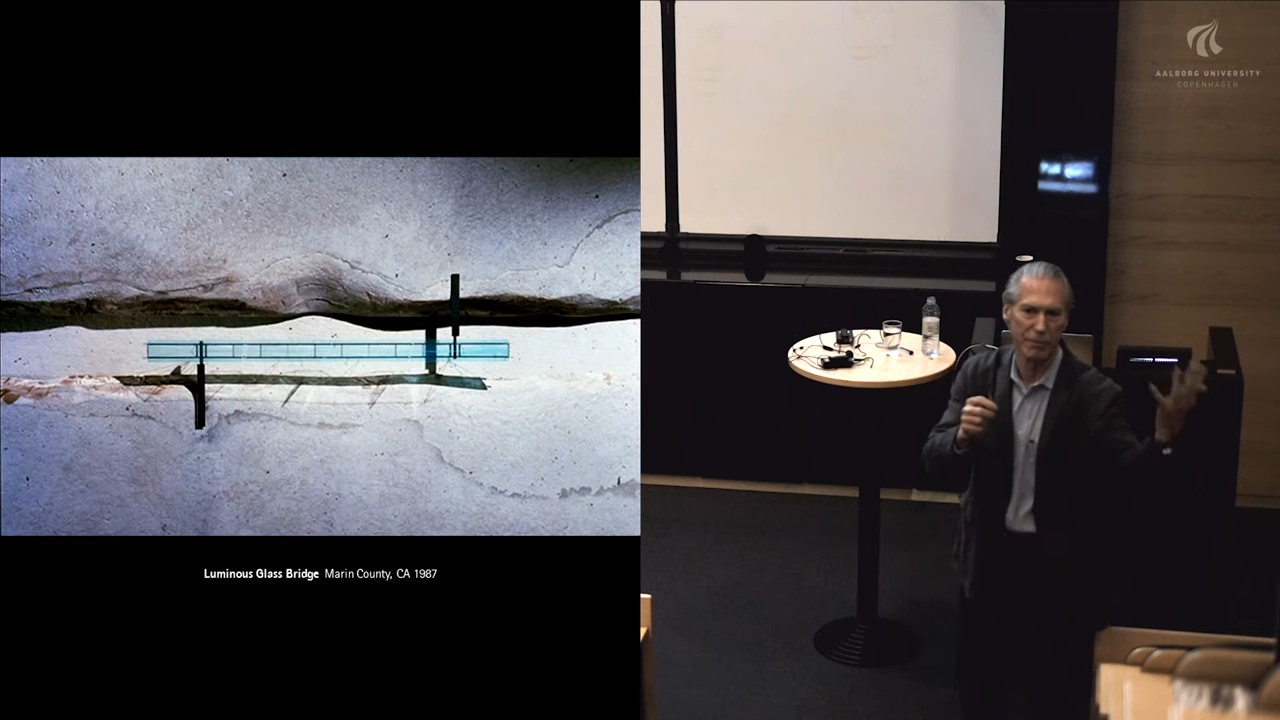 Luminous Glass Bridge Marin County, CA 1987
AALBORG UNIVERSITY
COPENHAGEN